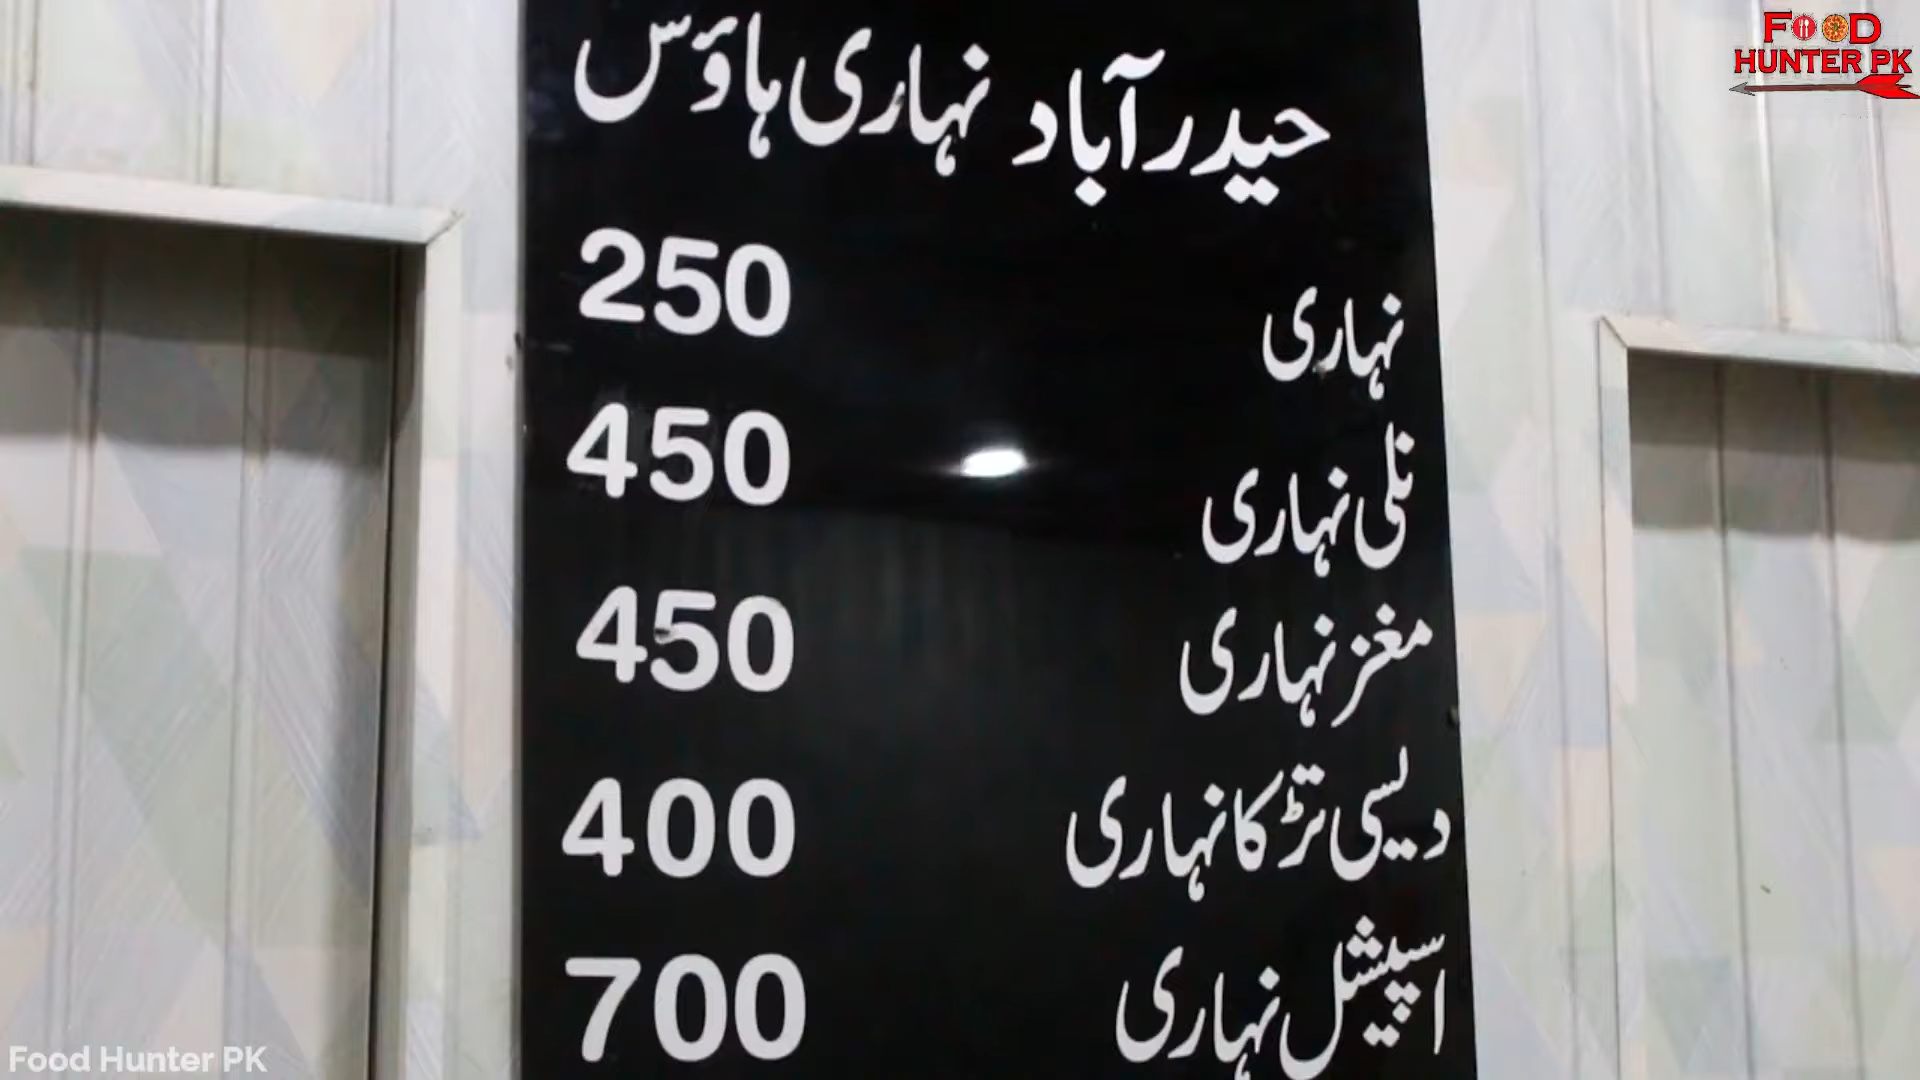 FOOD
HUNTER PK
حیدرآباد نہاری ہاؤس
نہاری 250
نلی نہاری 450
مغز نہاری 450
دیسی تڑکا نہاری 400
اسپیشل نہاری 700
Food Hunter PK